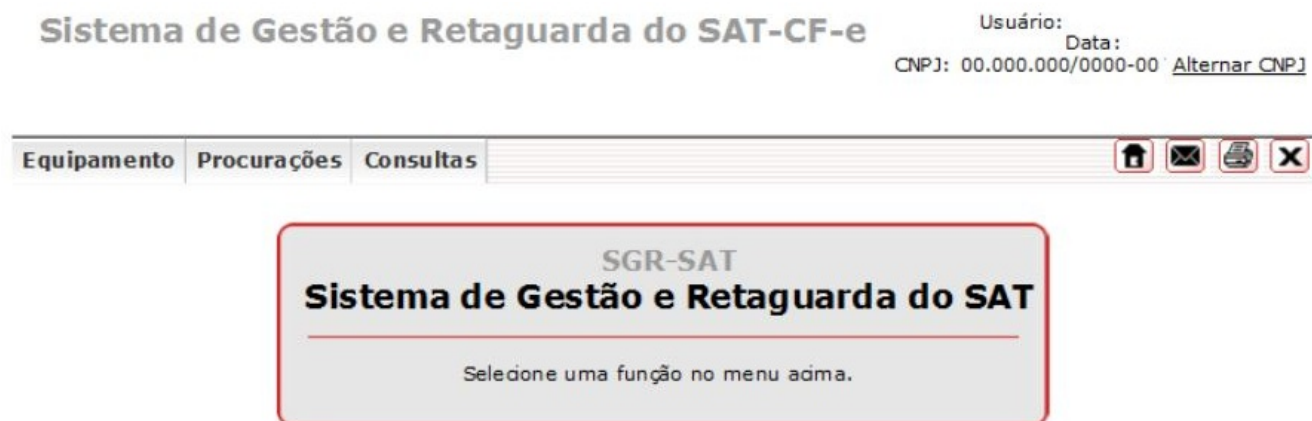 Sistema de Gestão e Retaguarda do SAT-CF-e
Usuário:
Data:
CNPJ: 00.000.000/0000-00 Alternar CNPJ
Equipamento Procurações Consultas
SGR-SAT
Sistema de Gestão e Retaguarda do SAT
Selecione uma função no menu acima.